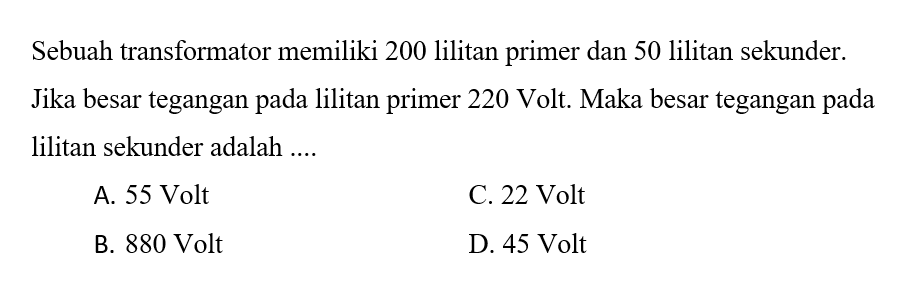 Sebuah transformator memiliki 200 lilitan primer dan 50 lilitan sekunder.
Jika besar tegangan pada lilitan primer 220 Volt. Maka besar tegangan pada
lilitan sekunder adalah ....
A. 55 Volt C. 22 Volt
B. 880 Volt D. 45 Volt